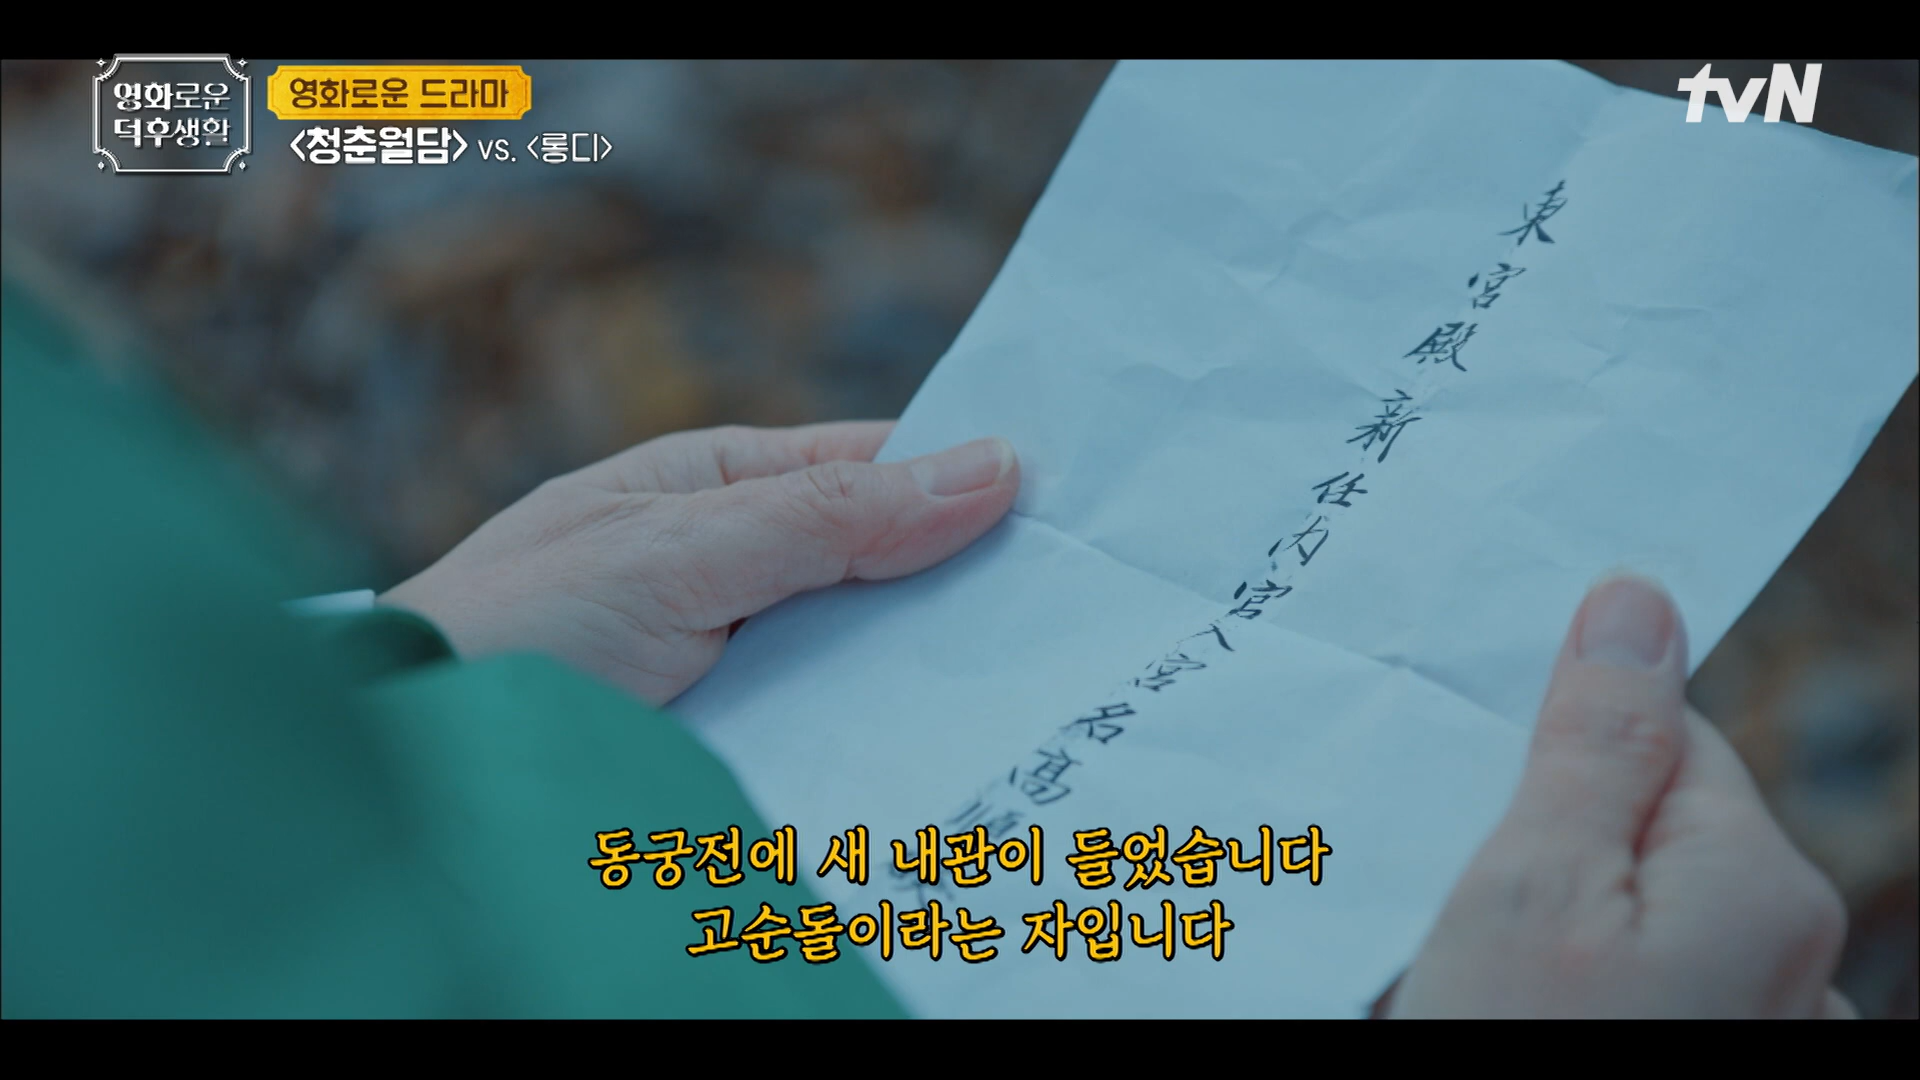 영화로운
덕후생활
영화로운 드라마
<청춘월담> vs. <롱디>
tvN
東宮殿新任内官入宮名高順
동궁전에 새 내관이 들었습니다
고순돌이라는 자입니다